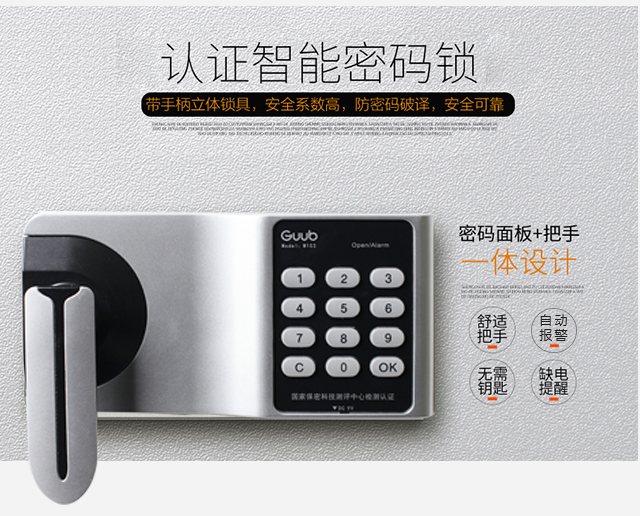 认证智能密码锁
带手柄立体锁具，安全系数高，防密码破译，安全可靠
Guub
Model: M102
Open/Alarm
1 2 3
4 5 6
7 8 9
C 0 OK
国家保密科技测评中心检测认证
▼DC 9V
密码面板+把手
一体设计
舒适
把手
自动
报警
无需
钥匙
缺电
提醒